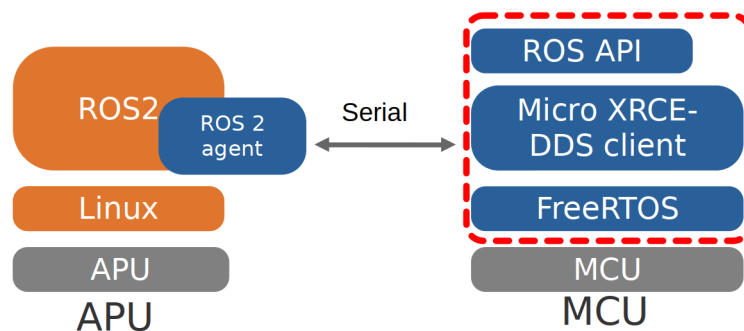 ROS2
ROS 2
agent
Linux
APU
APU
Serial
ROS API
Micro XRCE-
DDS client
FreeRTOS
MCU
MCU